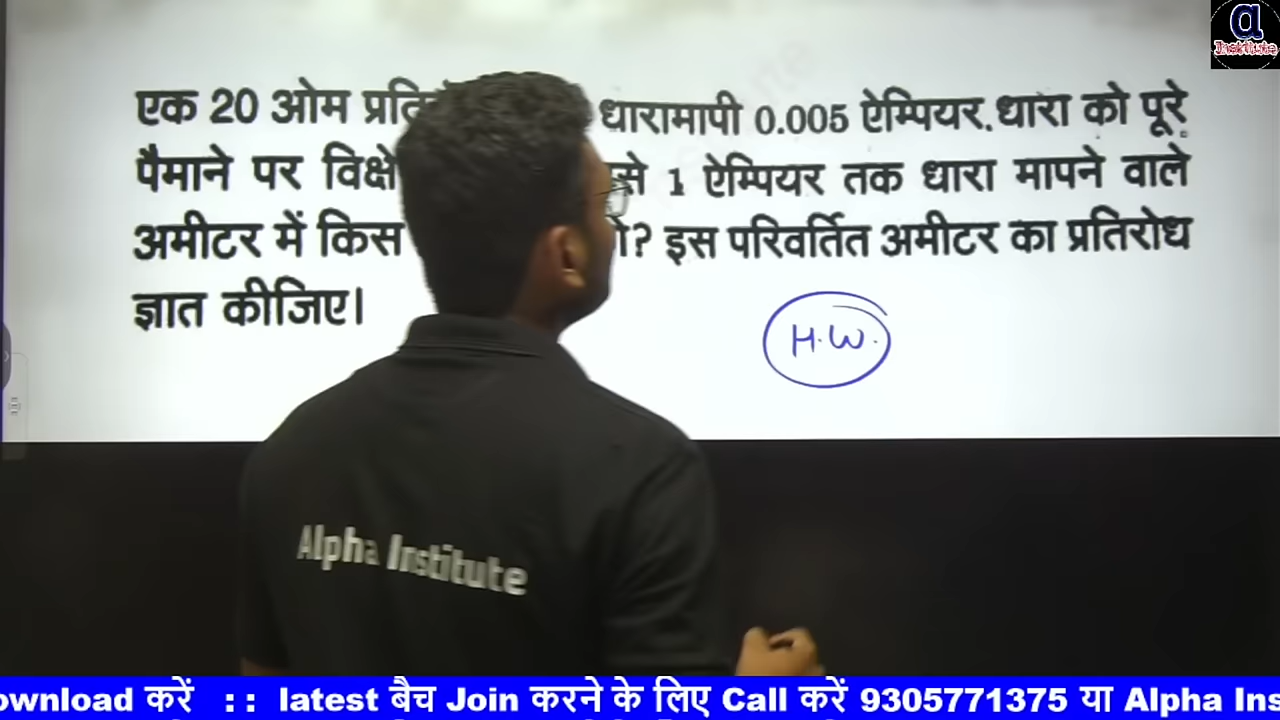 α
Institute
एक 20 ओम धारामापी 0.005 ऐम्पियर धारा को पूरे
पैमाने पर से 1 ऐम्पियर तक धारा मापने वाले
अमीटर में किस इस परिवर्तित अमीटर का प्रतिरोध
ज्ञात कीजिए।
H.W.
Alpha Institute
ownload करें :: latest बैच Join करने के लिए Call करें 9305771375 या Alpha Ins